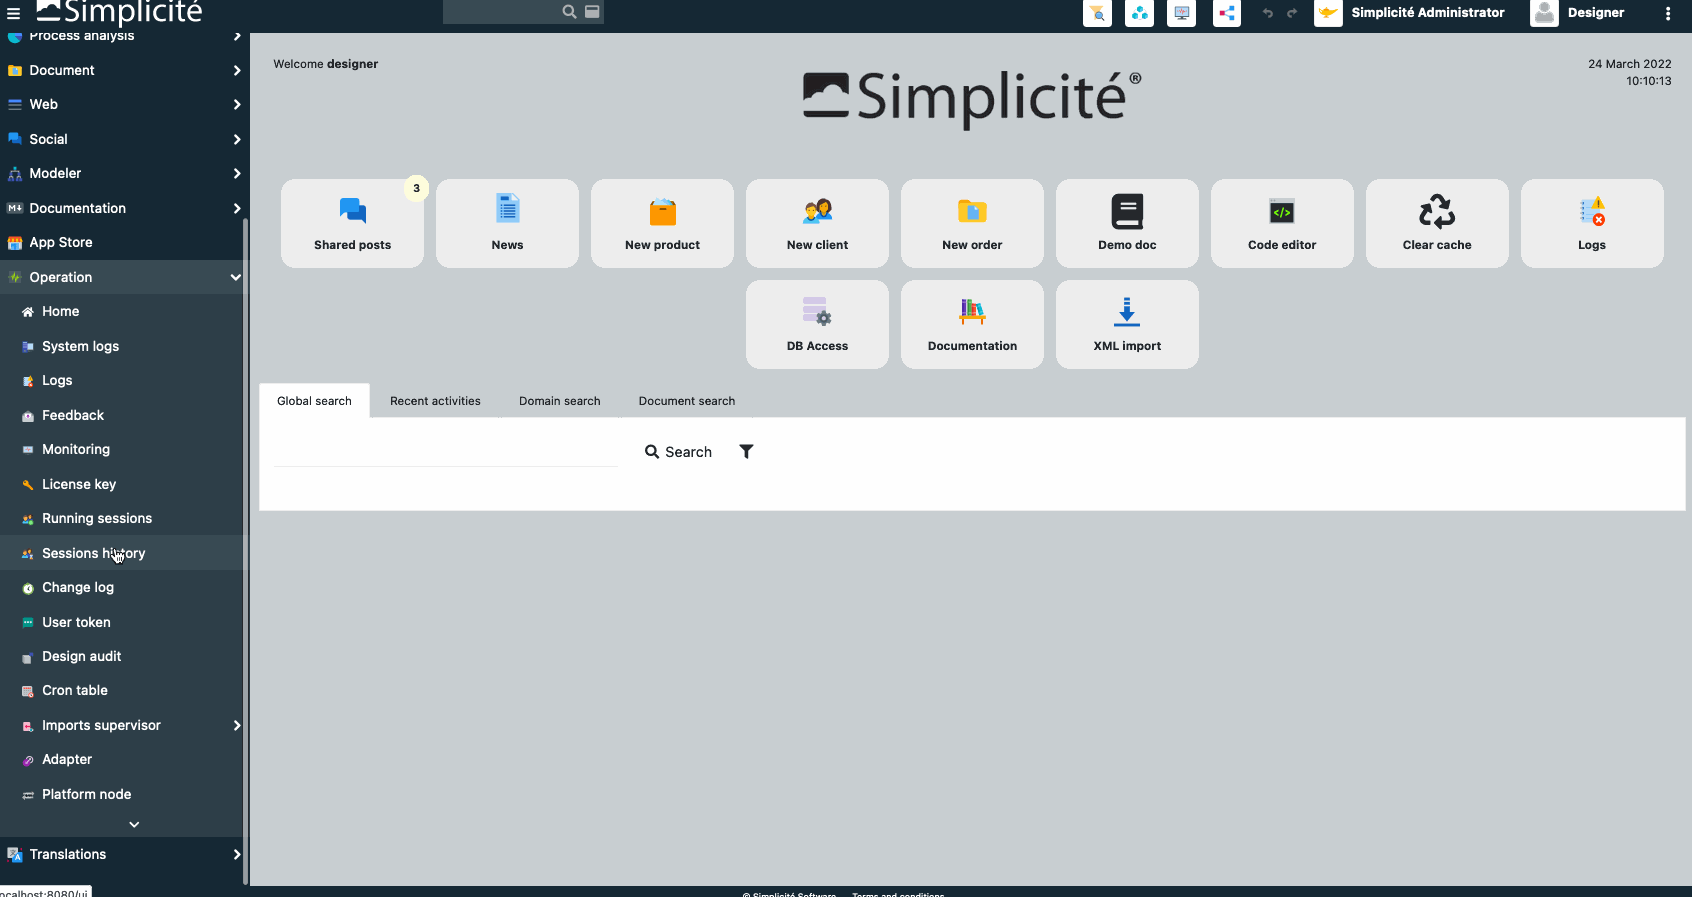 Simplicité
Simplicité Administrator
Designer
Process analysis
Document
Web
Social
Modeler
Documentation
App Store
Operation
Home
System logs
Logs
Feedback
Monitoring
License key
Running sessions
Sessions history
Change log
User token
Design audit
Cron table
Imports supervisor
Adapter
Platform node
Translations
Welcome designer
Simplicité®
24 March 2022
10:10:13
3
Shared posts
News
New product
New client
New order
Demo doc
Code editor
Clear cache
Logs
DB Access
Documentation
XML import
Global search
Recent activities
Domain search
Document search
Search
localhost:8080/ui
© Simplicité Software
Terms and conditions